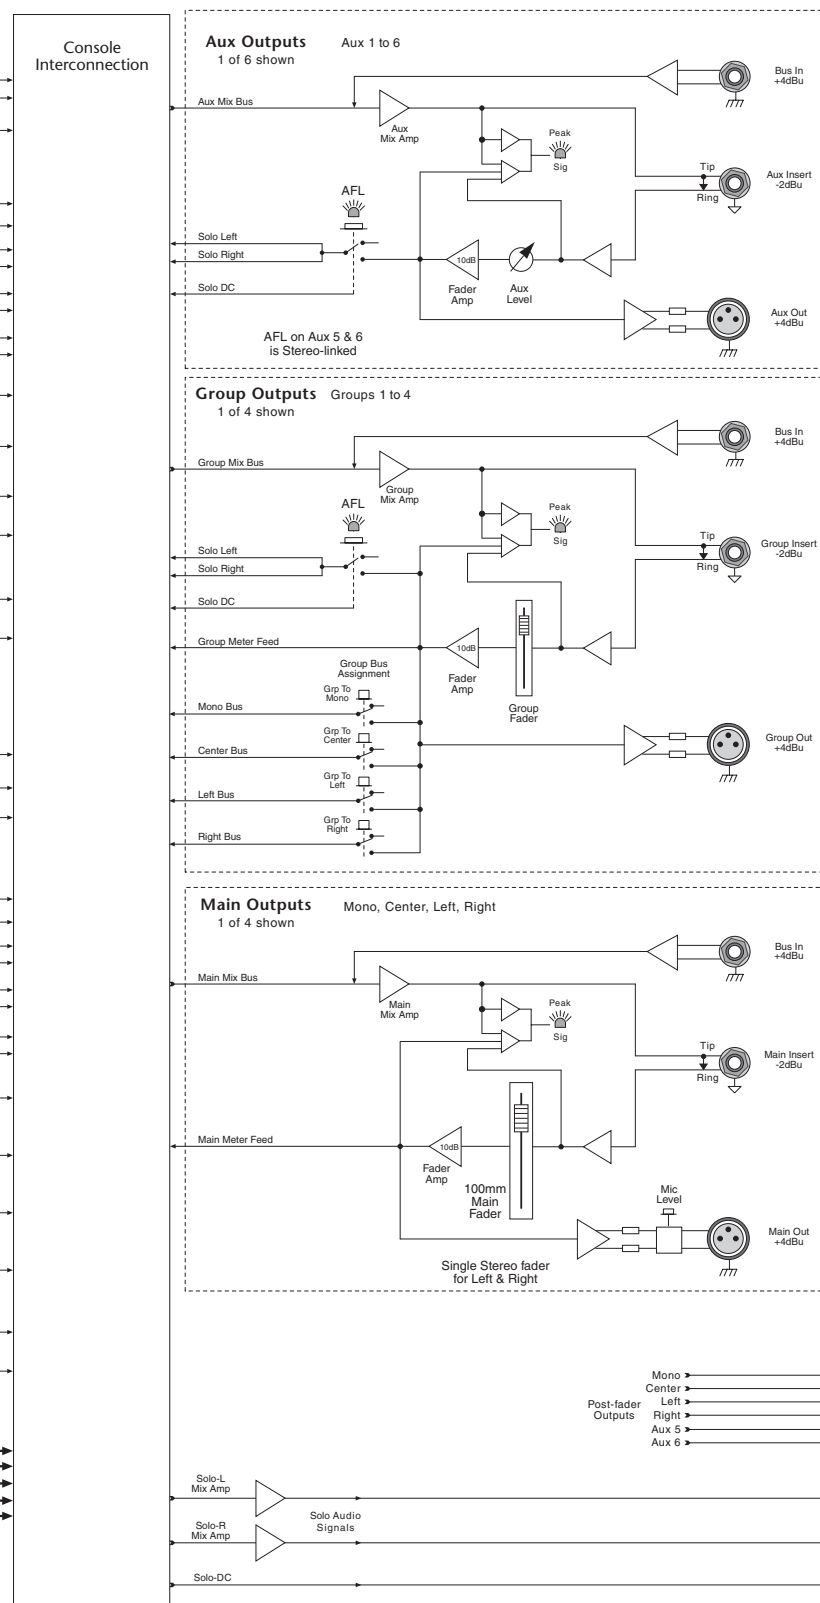 Console
Interconnection
Aux Outputs Aux 1 to 6
1 of 6 shown
Bus In
+4dBu
Aux Mix Bus
Aux
Mix Amp
Peak
Sig
Tip
Ring
Aux Insert
-2dBu
AFL
Solo Left
Solo Right
Solo DC
10dB
Fader
Amp
Aux
Level
Aux Out
+4dBu
AFL on Aux 5 & 6
is Stereo-linked
Group Outputs Groups 1 to 4
1 of 4 shown
Bus In
+4dBu
Group Mix Bus
Group
Mix Amp
AFL
Peak
Sig
Tip
Ring
Group Insert
-2dBu
Solo Left
Solo Right
Solo DC
Group Meter Feed
10dB
Fader
Amp
Group
Fader
Group Bus
Assignment
Grp To
Mono
Mono Bus
Grp To
Center
Center Bus
Grp To
Left
Left Bus
Grp To
Right
Right Bus
Group Out
+4dBu
Main Outputs Mono, Center, Left, Right
1 of 4 shown
Bus In
+4dBu
Main Mix Bus
Main
Mix Amp
Peak
Sig
Tip
Ring
Main Insert
-2dBu
Main Meter Feed
10dB
Fader
Amp
100mm
Main
Fader
Mic
Level
Main Out
+4dBu
Single Stereo fader
for Left & Right
Post-fader
Outputs
Mono
Center
Left
Right
Aux 5
Aux 6
Solo-L
Mix Amp
Solo Audio
Signals
Solo-R
Mix Amp
Solo-DC